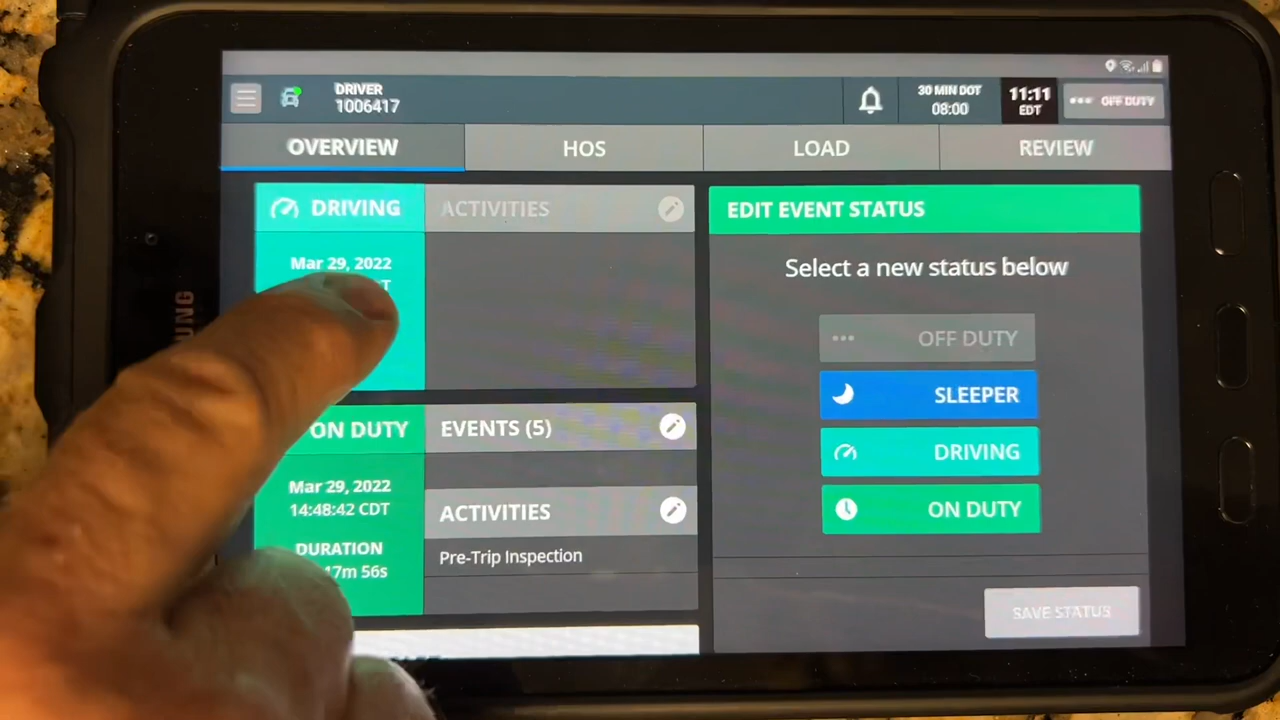 DRIVER
1006417
30 MIN DOT
08:00
11:11
EDT
OFF DUTY
OVERVIEW
HOS
LOAD
REVIEW
DRIVING
ACTIVITIES
Mar 29, 2022
EDIT EVENT STATUS
Select a new status below
OFF DUTY
SLEEPER
DRIVING
ON DUTY
SAVE STATUS
ON DUTY
EVENTS (5)
Mar 29, 2022
14:48:42 CDT
DURATION
17m 56s
ACTIVITIES
Pre-Trip Inspection